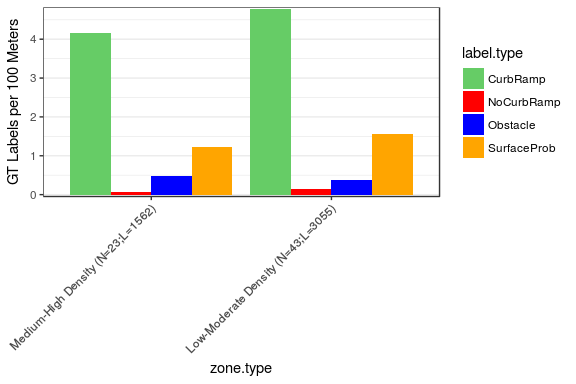 GT Labels per 100 Meters
4
3
2
1
0
Medium-High Density (N=23;L=1562)
Low-Moderate Density (N=43;L=3055)
zone.type
label.type
CurbRamp
NoCurbRamp
Obstacle
SurfaceProb